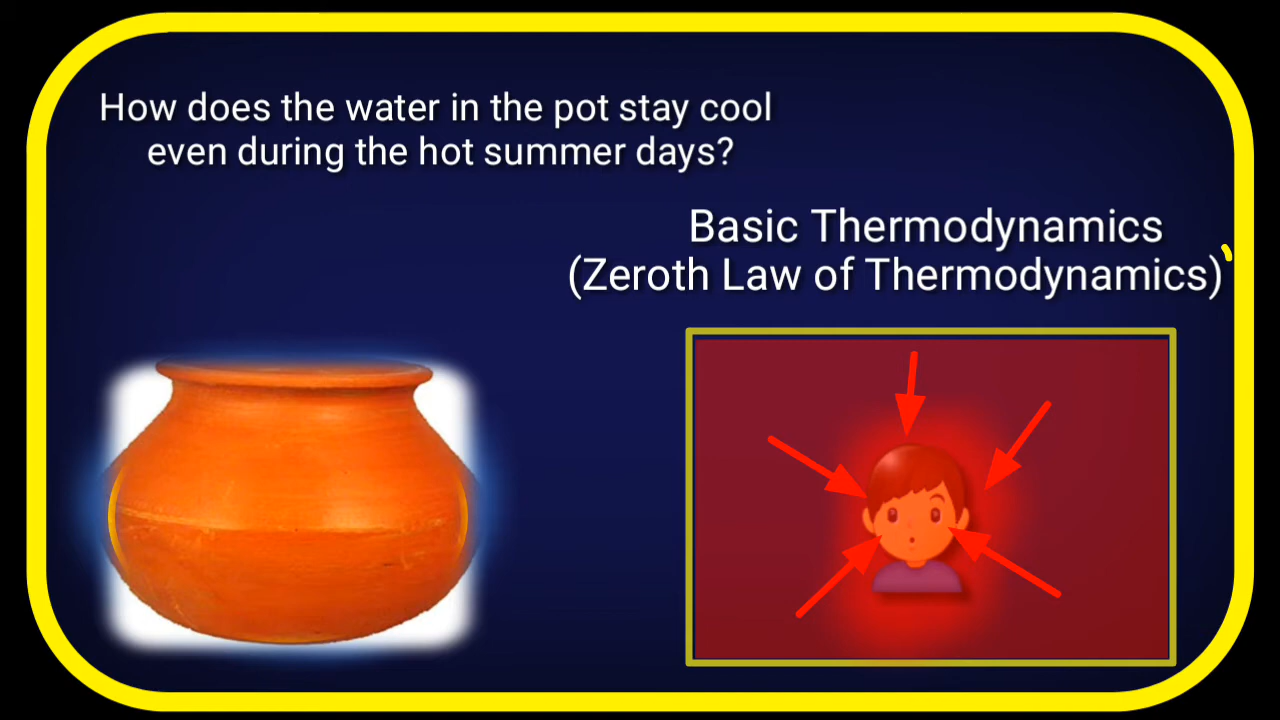 How does the water in the pot stay cool
even during the hot summer days?
Basic Thermodynamics
(Zeroth Law of Thermodynamics)